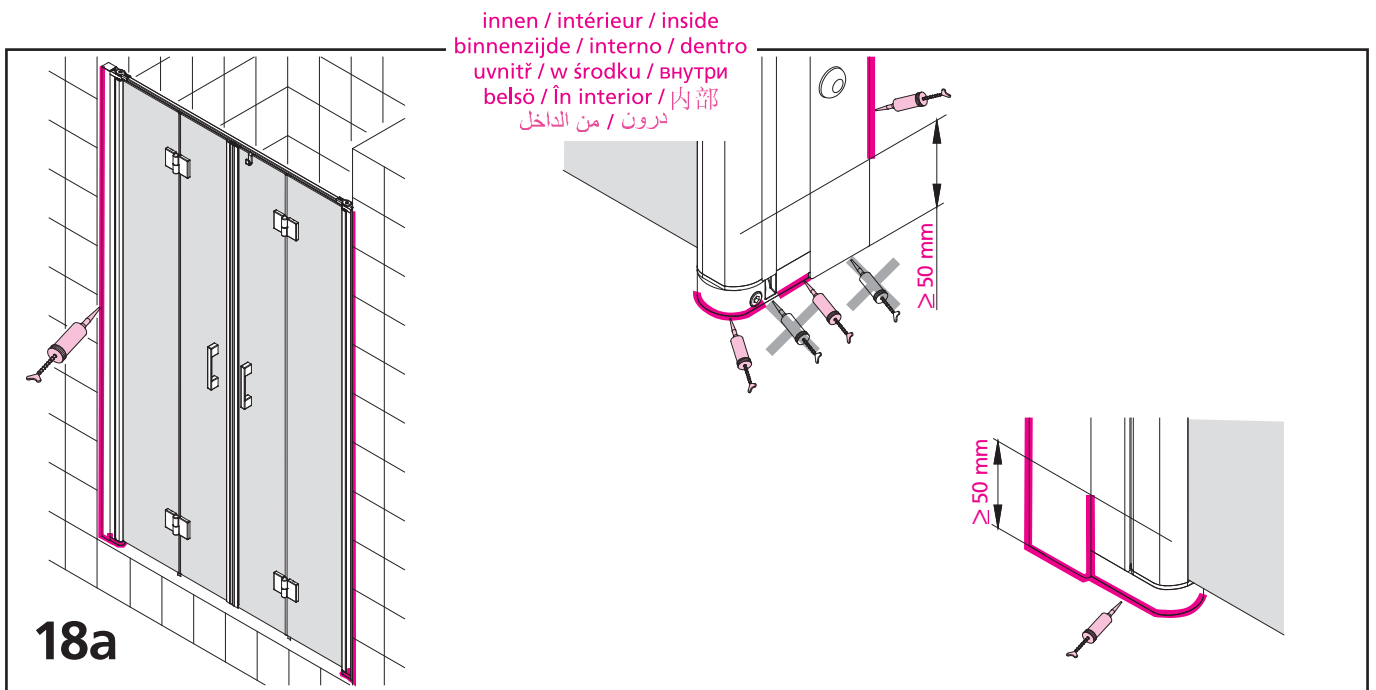 innen / intérieur / inside
binnenzijde / interno / dentro
uvnitř / w środku / внутри
belsö / În interior / 内部
من الداخل / درون
≥ 50 mm
≥ 50 mm
18a